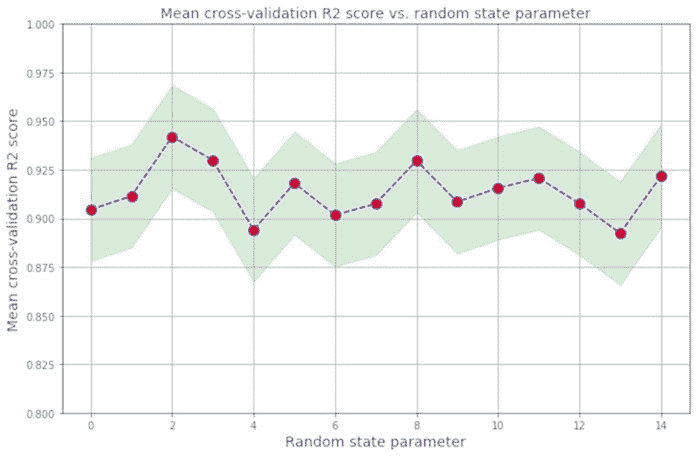 Mean cross-validation R2 score vs. random state parameter
1.000
0.975
0.950
0.925
0.900
0.875
0.850
0.825
0.800
Mean cross-validation R2 score
0 2 4 6 8 10 12 14
Random state parameter